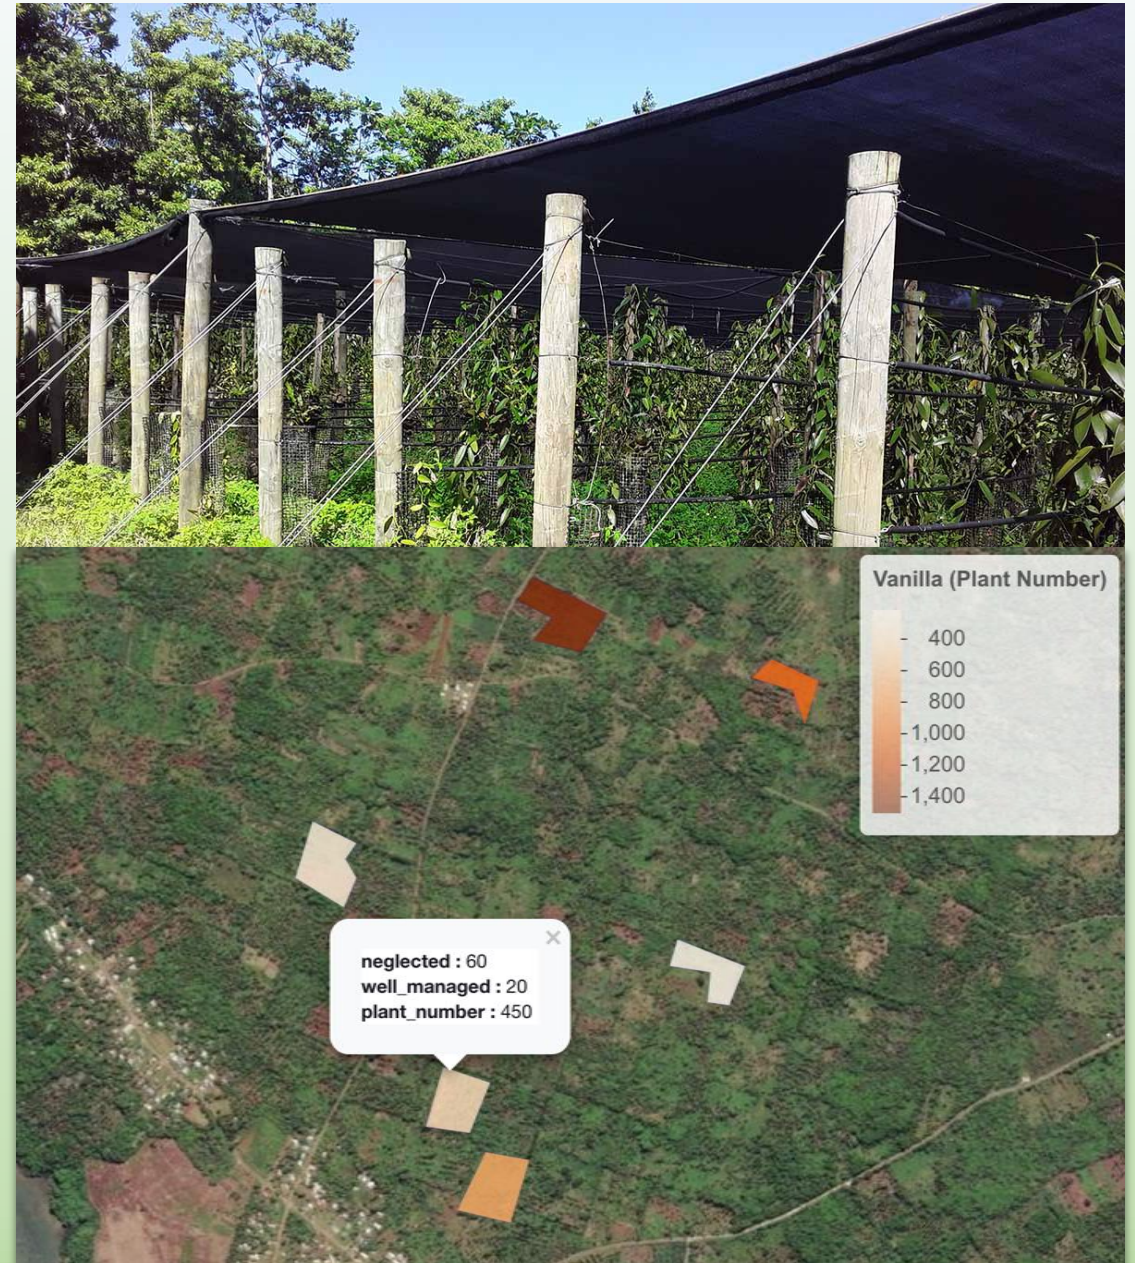 Vanilla (Plant Number)
400
600
800
1,000
1,200
1,400
neglected : 60
well_managed : 20
plant_number : 450